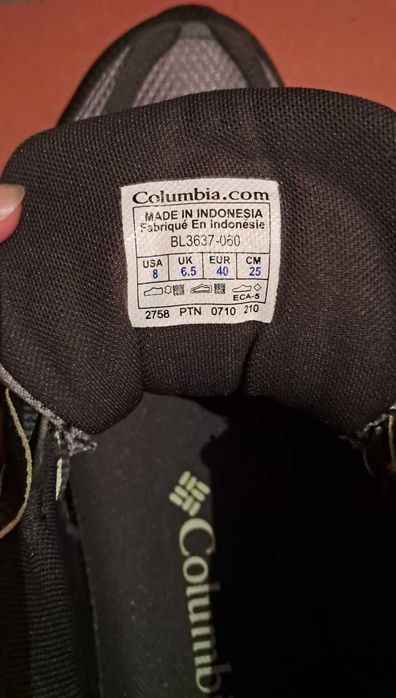 Columbia.com
MADE IN INDONESIA
Fabriqué En Indonésie
BL3637-060
USA UK EUR CM
8 6.5 40 25
ECA-5
2758 PTN 0710 210
Columb